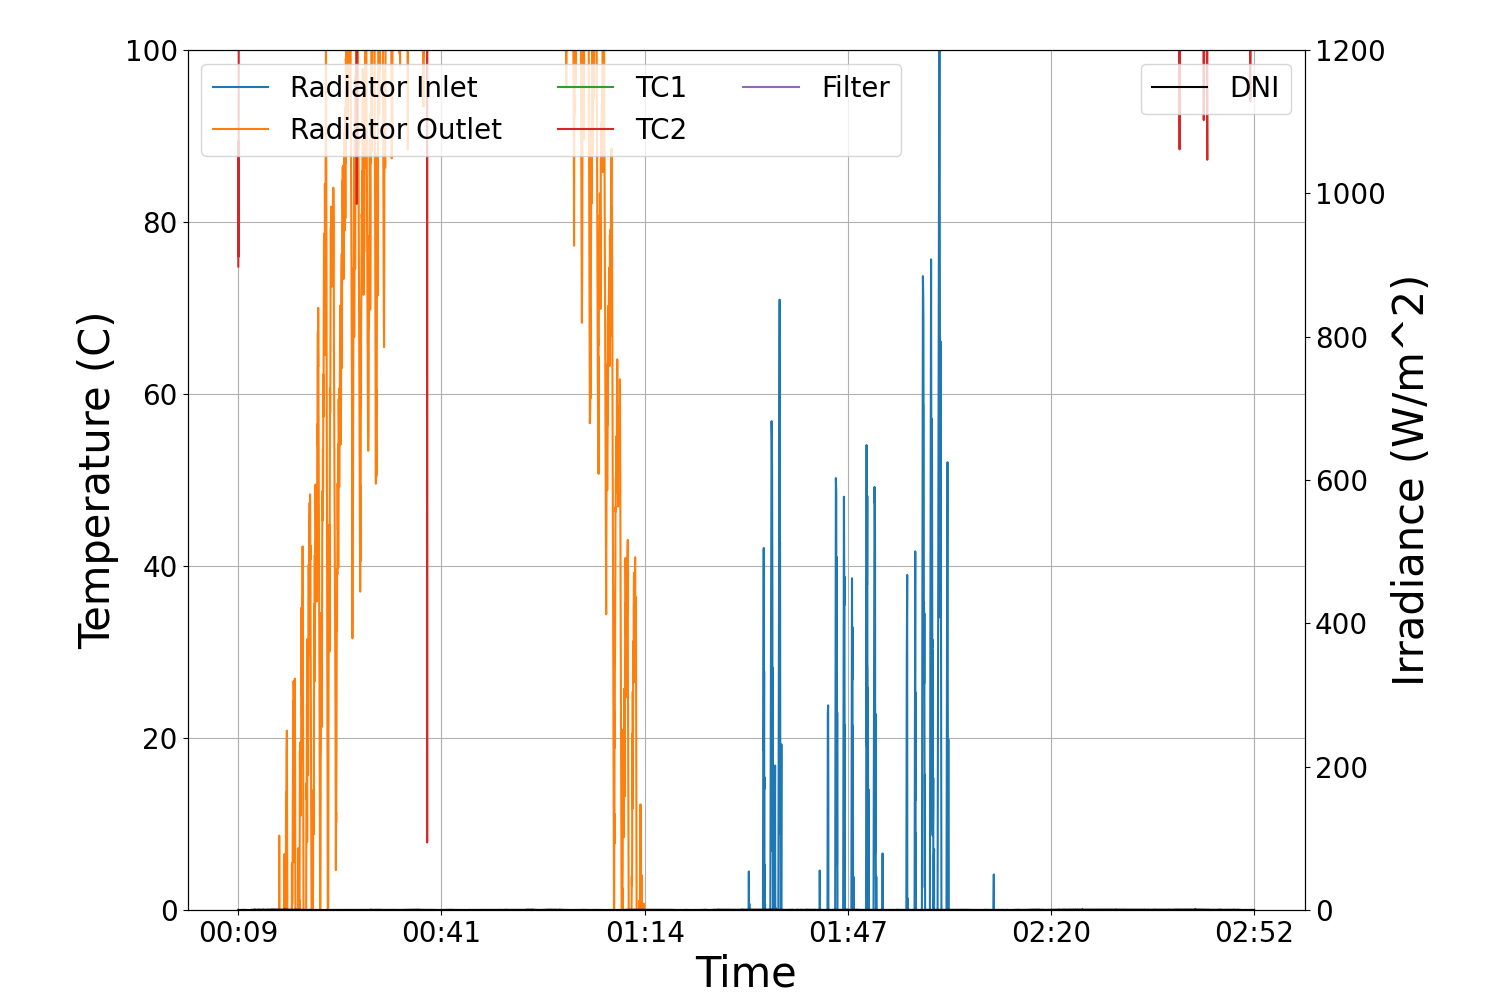 100
80
60
40
20
0
Temperature (C)
Radiator Inlet
Radiator Outlet
TC1
TC2
Filter
DNI
1200
1000
800
600
400
200
0
Irradiance (W/m^2)
00:09 00:41 01:14 01:47 02:20 02:52
Time